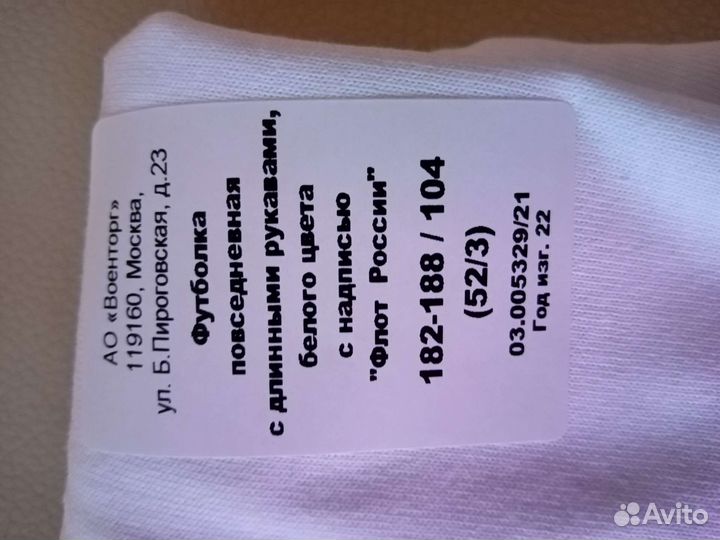 АО «Военторг»
119160, Москва,
ул. Б.Пироговская, д.23
Футболка
повседневная
с длинными рукавами,
белого цвета
с надписью
"Флот России"
182-188 / 104
(52/3)
03.005329/21
Год изг. 22
Avito